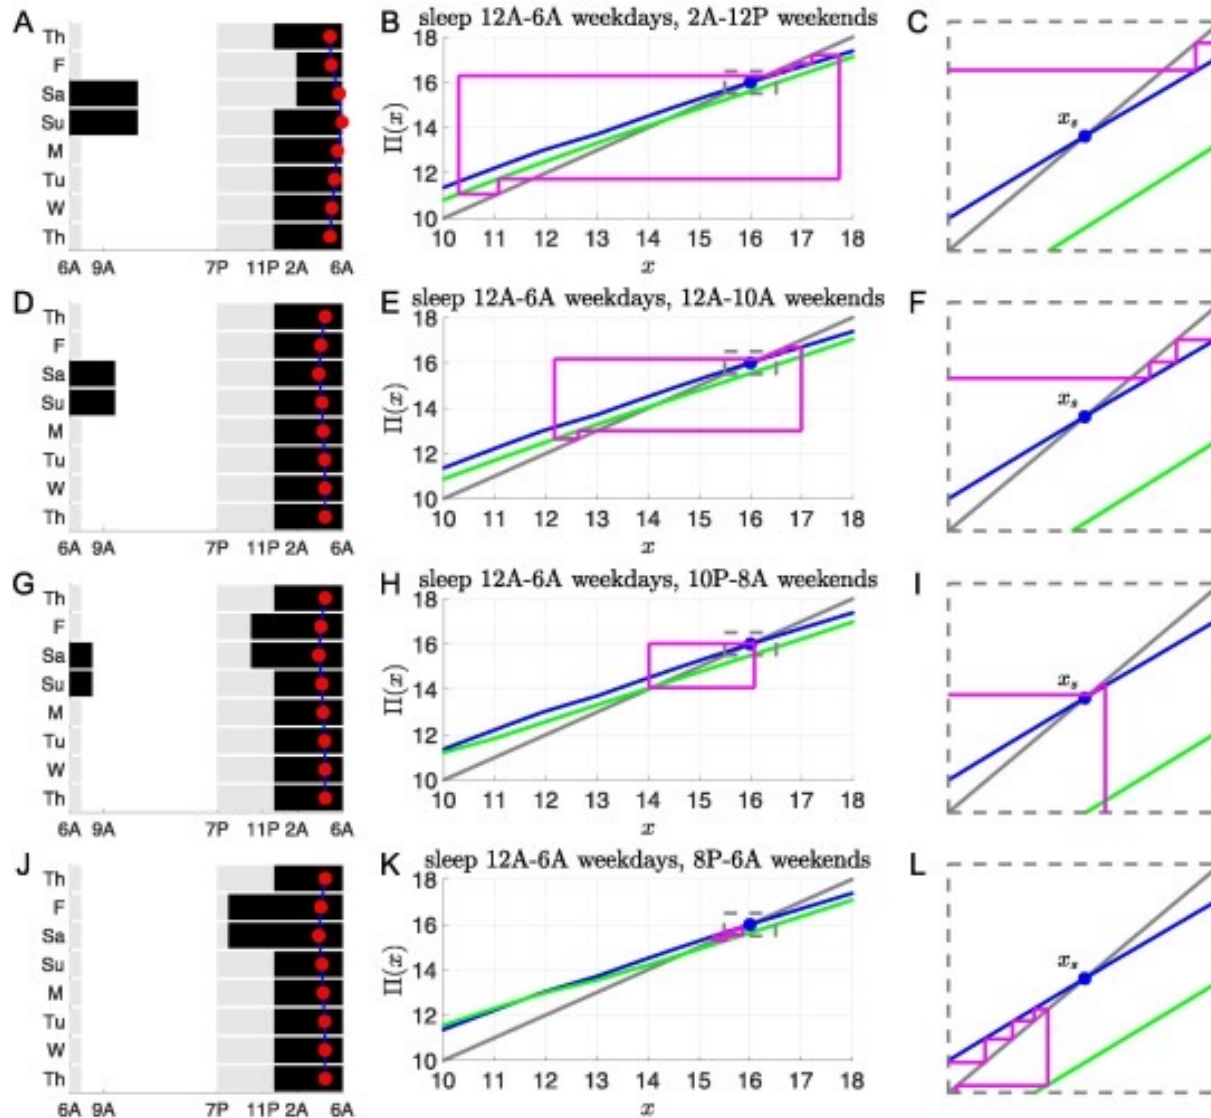 A
Th
F
Sa
Su
M
Tu
W
Th
6A 9A 7P 11P 2A 6A
B sleep 12A-6A weekdays, 2A-12P weekends
18
16
14
12
10
Π(x)
10 11 12 13 14 15 16 17 18
x
C
x_s
D
Th
F
Sa
Su
M
Tu
W
Th
6A 9A 7P 11P 2A 6A
E sleep 12A-6A weekdays, 12A-10A weekends
18
16
14
12
10
Π(x)
10 11 12 13 14 15 16 17 18
x
F
x_s
G
Th
F
Sa
Su
M
Tu
W
Th
6A 9A 7P 11P 2A 6A
H sleep 12A-6A weekdays, 10P-8A weekends
18
16
14
12
10
Π(x)
10 11 12 13 14 15 16 17 18
x
I
x_s
J
Th
F
Sa
Su
M
Tu
W
Th
6A 9A 7P 11P 2A 6A
K sleep 12A-6A weekdays, 8P-6A weekends
18
16
14
12
10
Π(x)
10 11 12 13 14 15 16 17 18
x
L
x_s